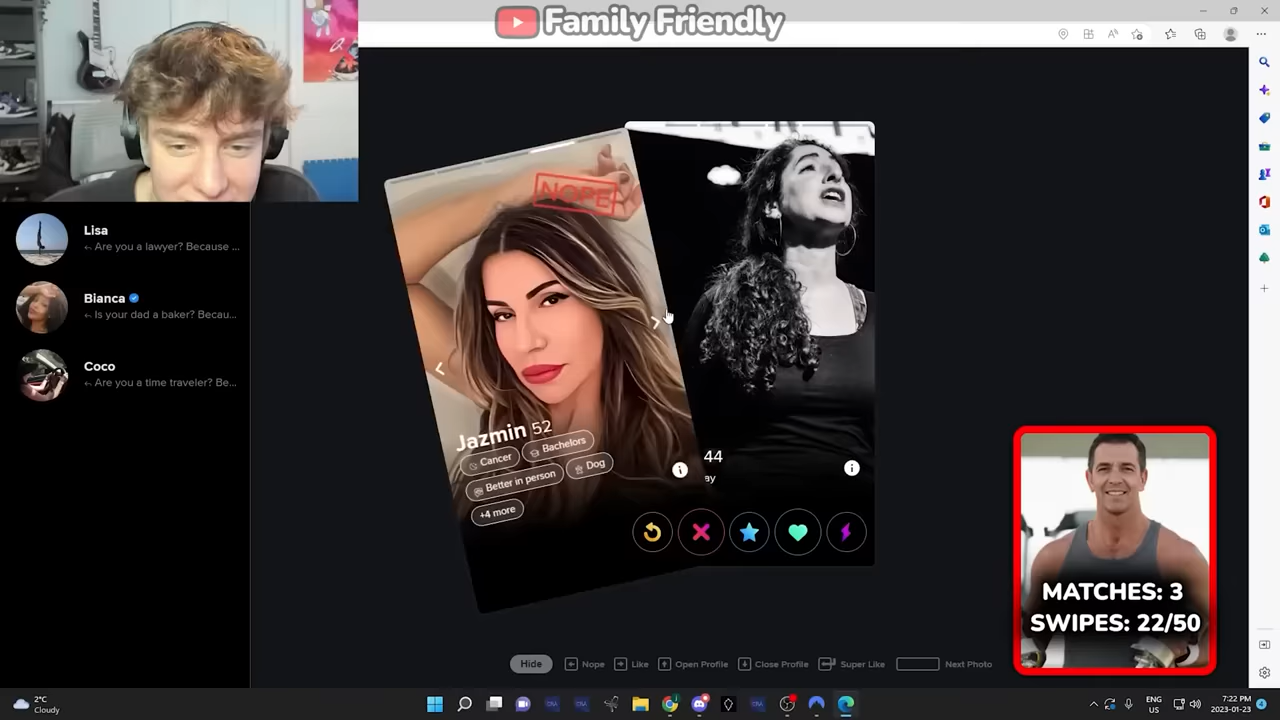 Family Friendly
Lisa
Are you a lawyer? Because ...
Bianca
Is your dad a baker? Becau...
Coco
Are you a time traveler? Be...
NOPE
Jazmin 52
Cancer
Bachelors
Better in person
Dog
+4 more
44
ay
MATCHES: 3
SWIPES: 22/50
Hide
Nope
Like
Open Profile
Close Profile
Super Like
Next Photo
2°C
Cloudy
ENG
US
7:22 PM
2023-01-23